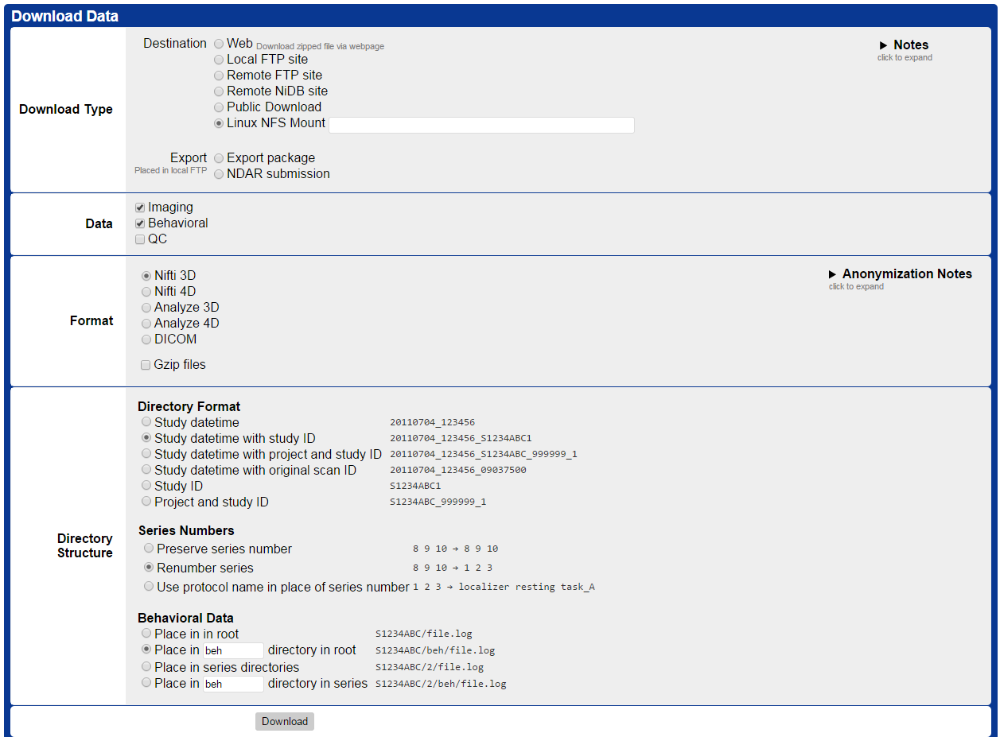 Download Data
Download Type
Destination
Web Download zipped file via webpage
Local FTP site
Remote FTP site
Remote NiDB site
Public Download
Linux NFS Mount
Export
Placed in local FTP
Export package
NDAR submission
▶ Notes
click to expand
Data
Imaging
Behavioral
QC
Format
Nifti 3D
Nifti 4D
Analyze 3D
Analyze 4D
DICOM
Gzip files
▶ Anonymization Notes
click to expand
Directory
Structure
Directory Format
Study datetime 20110704_123456
Study datetime with study ID 20110704_123456_S1234ABC1
Study datetime with project and study ID 20110704_123456_S1234ABC_999999_1
Study datetime with original scan ID 20110704_123456_09037500
Study ID S1234ABC1
Project and study ID S1234ABC_999999_1
Series Numbers
Preserve series number 8 9 10 → 8 9 10
Renumber series 8 9 10 → 1 2 3
Use protocol name in place of series number 1 2 3 → localizer resting task_A
Behavioral Data
Place in in root S1234ABC/file.log
Place in beh directory in root S1234ABC/beh/file.log
Place in series directories S1234ABC/2/file.log
Place in beh directory in series S1234ABC/2/beh/file.log
Download